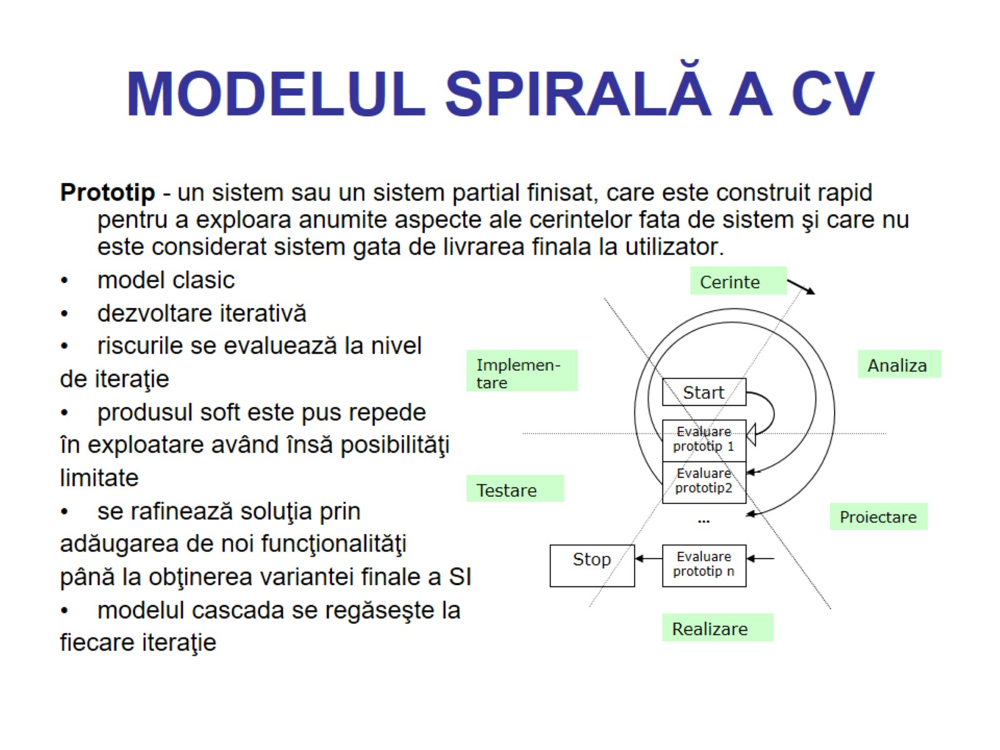 MODELUL SPIRALĂ A CV
Prototip - un sistem sau un sistem partial finisat, care este construit rapid
pentru a exploara anumite aspecte ale cerintelor fata de sistem şi care nu
este considerat sistem gata de livrarea finala la utilizator.
• model clasic
• dezvoltare iterativă
• riscurile se evaluează la nivel
de iteraţie
• produsul soft este pus repede
în exploatare având însă posibilităţi
limitate
• se rafinează soluţia prin
adăugarea de noi funcţionalităţi
până la obţinerea variantei finale a SI
• modelul cascada se regăseşte la
fiecare iteraţie
Cerinte
Implemen-
tare
Analiza
Start
Evaluare
prototip 1
Evaluare
prototip2
Testare
...
Proiectare
Stop
Evaluare
prototip n
Realizare